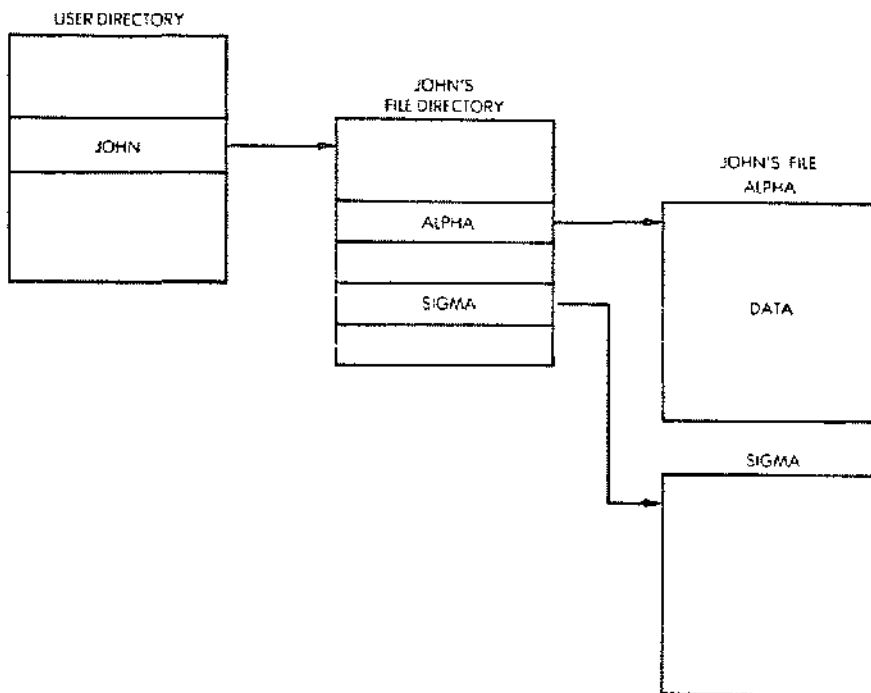 USER DIRECTORY
JOHN
JOHN'S
FILE DIRECTORY
ALPHA
SIGMA
JOHN'S FILE
ALPHA
DATA
SIGMA